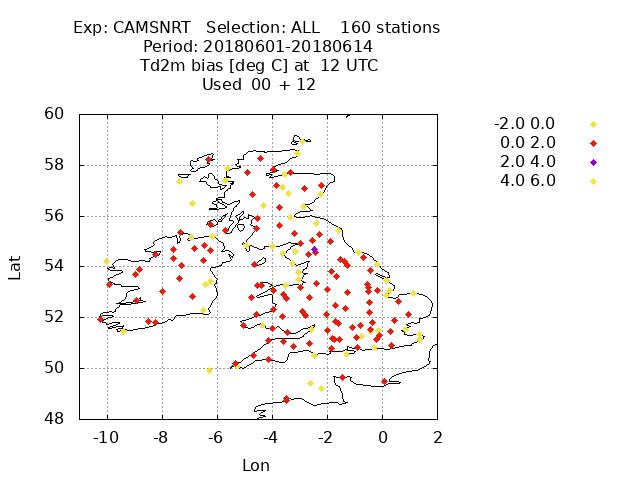 Exp: CAMSNRT   Selection: ALL    160 stations
Period: 20180601-20180614
Td2m bias [deg C] at  12 UTC
Used  00 + 12
-2.0 0.0
0.0 2.0
2.0 4.0
4.0 6.0
60
58
56
54
52
50
48
Lat
-10 -8 -6 -4 -2 0 2
Lon